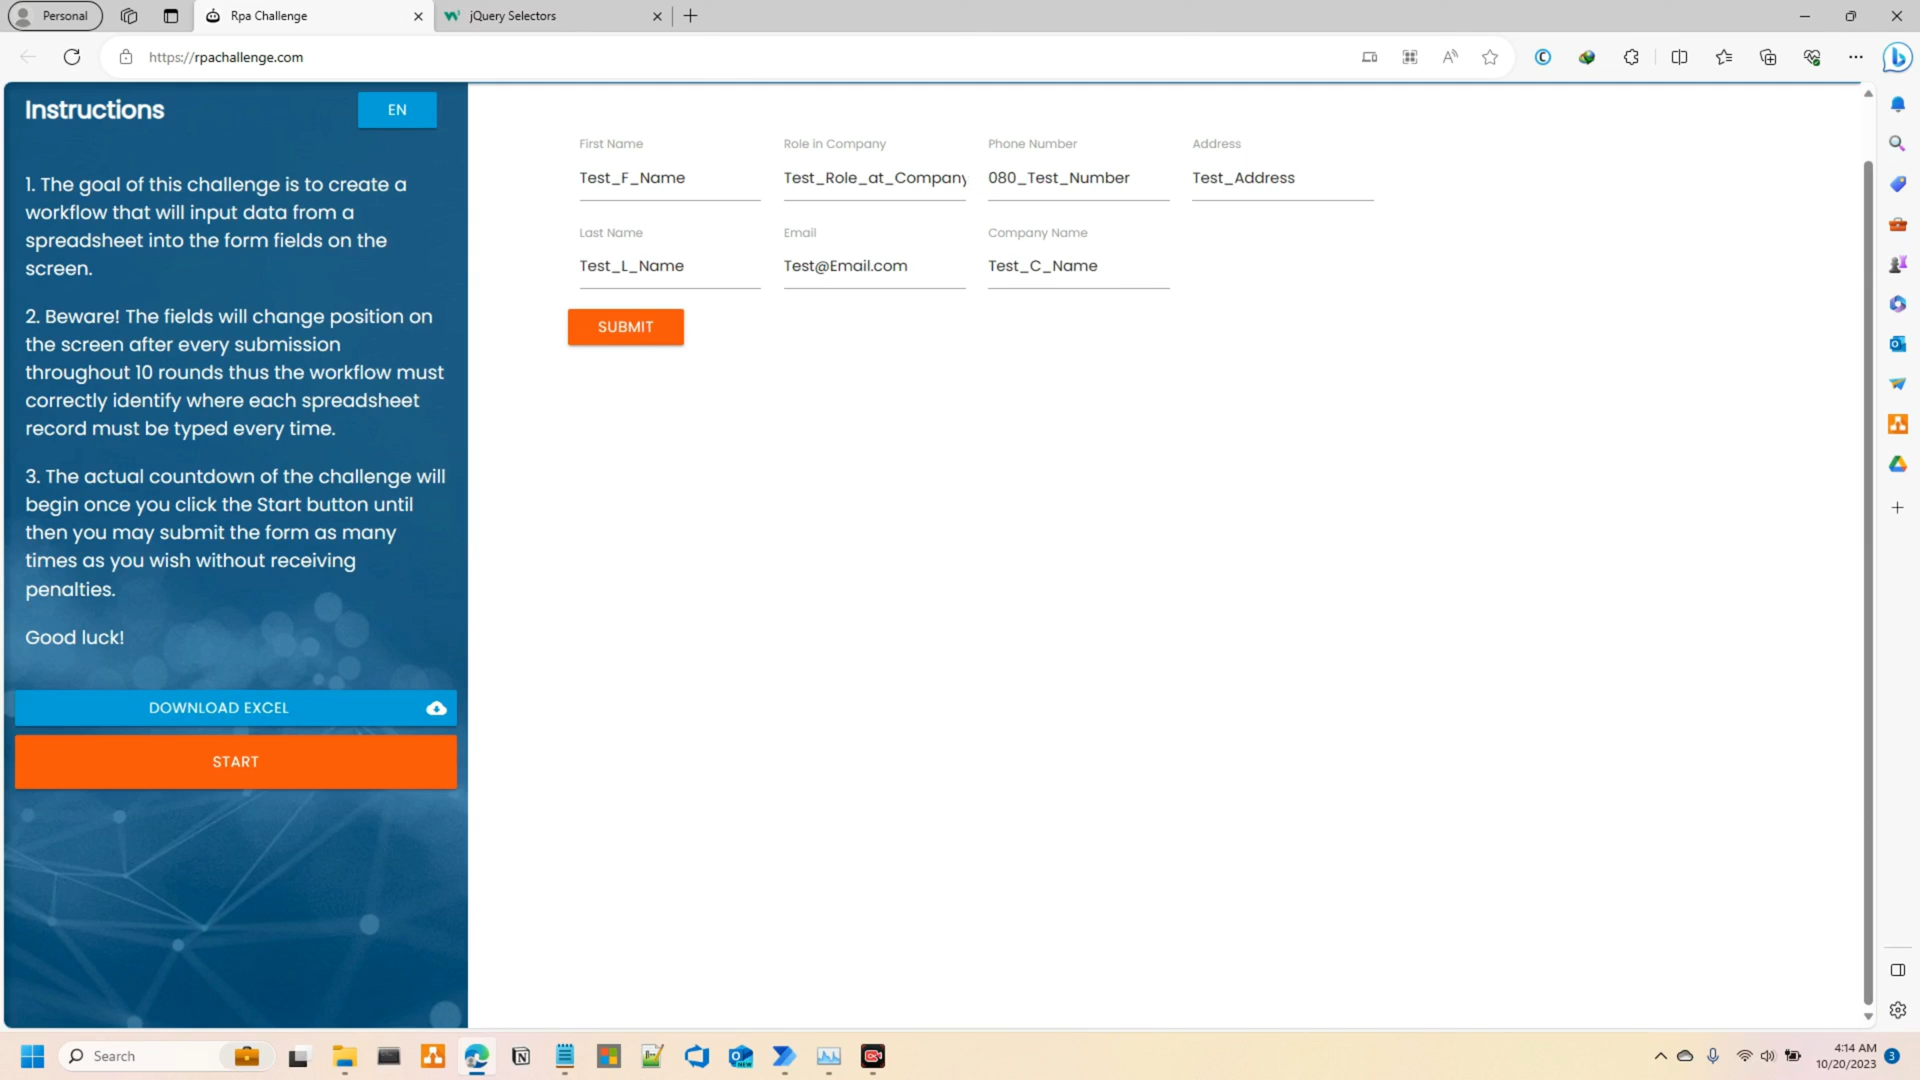 Personal
Rpa Challenge
jQuery Selectors
https://rpachallenge.com
Instructions
EN
1. The goal of this challenge is to create a
workflow that will input data from a
spreadsheet into the form fields on the
screen.
2. Beware! The fields will change position on
the screen after every submission
throughout 10 rounds thus the workflow must
correctly identify where each spreadsheet
record must be typed every time.
3. The actual countdown of the challenge will
begin once you click the Start button until
then you may submit the form as many
times as you wish without receiving
penalties.
Good luck!
DOWNLOAD EXCEL
START
First Name
Role in Company
Phone Number
Address
Test_F_Name
Test_Role_at_Company
080_Test_Number
Test_Address
Last Name
Email
Company Name
Test_L_Name
Test@Email.com
Test_C_Name
SUBMIT
Search
4:14 AM
10/20/2023
3